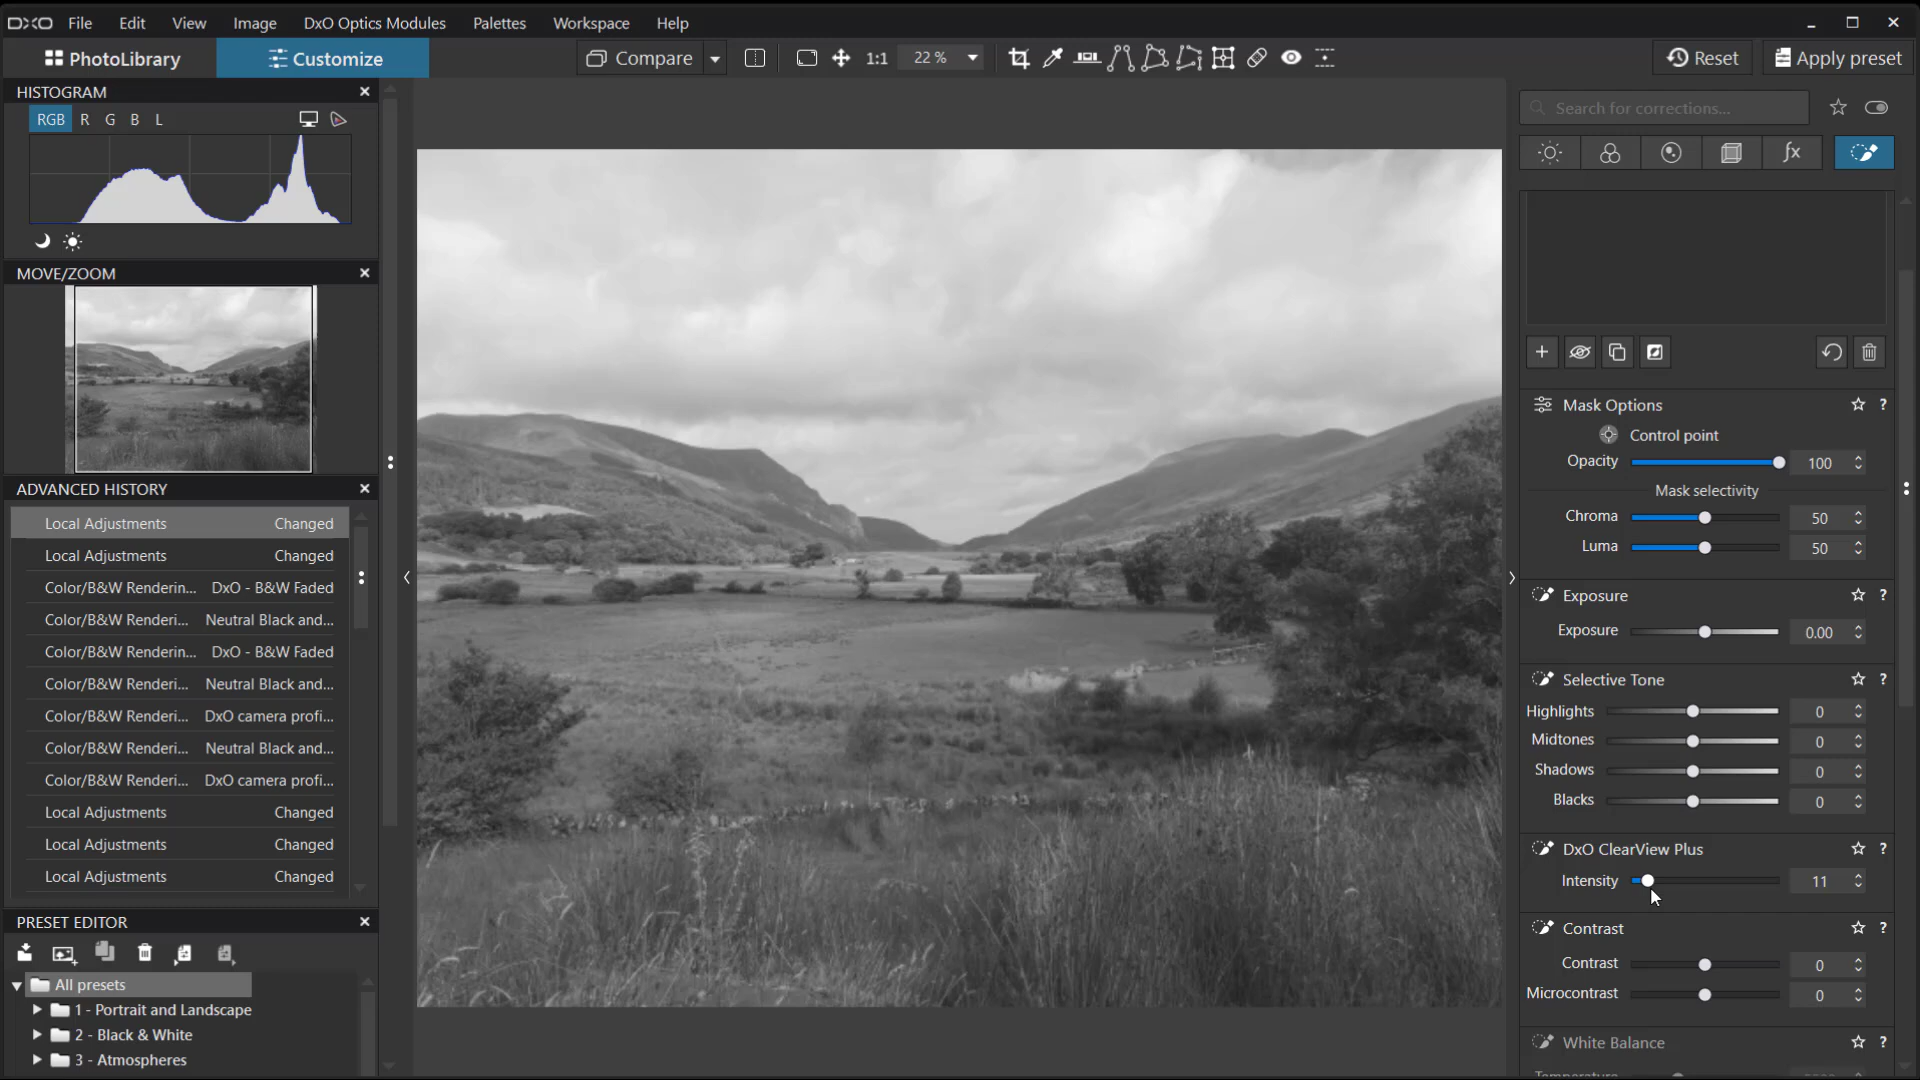 DXO File Edit View Image DxO Optics Modules Palettes Workspace Help
PhotoLibrary Customize Compare 1:1 22 % Reset Apply preset
HISTOGRAM
RGB R G B L
MOVE/ZOOM
ADVANCED HISTORY
Local Adjustments Changed
Local Adjustments Changed
Color/B&W Renderin... DxO - B&W Faded
Color/B&W Renderi... Neutral Black and...
Color/B&W Renderin... DxO - B&W Faded
Color/B&W Renderi... Neutral Black and...
Color/B&W Renderi... DxO camera profi...
Color/B&W Renderi... Neutral Black and...
Color/B&W Renderi... DxO camera profi...
Local Adjustments Changed
Local Adjustments Changed
Local Adjustments Changed
PRESET EDITOR
All presets
1 - Portrait and Landscape
2 - Black & White
3 - Atmospheres
Search for corrections...
fx
Mask Options ?
Control point
Opacity 100
Mask selectivity
Chroma 50
Luma 50
Exposure ?
Exposure 0.00
Selective Tone ?
Highlights 0
Midtones 0
Shadows 0
Blacks 0
DxO ClearView Plus ?
Intensity 11
Contrast ?
Contrast 0
Microcontrast 0
White Balance ?
Temperature